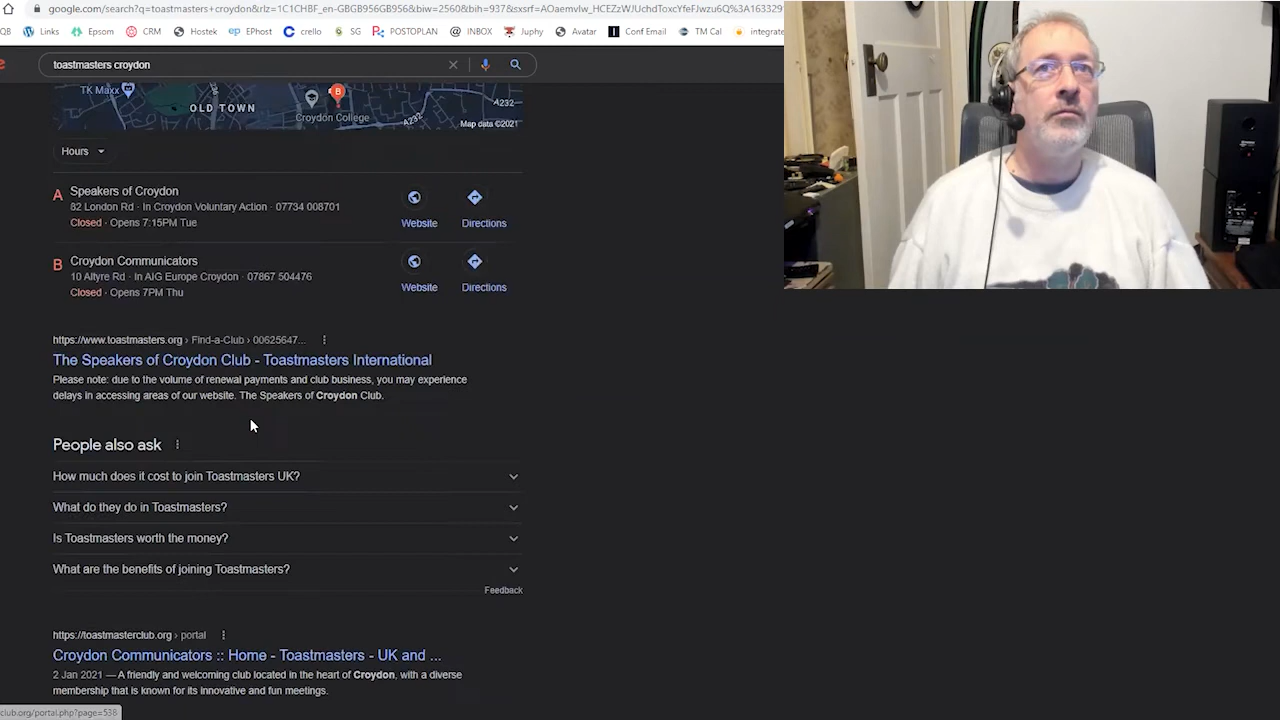 google.com/search?q=toastmasters+croydon&rlz=1C1CHBF_en-GBGB956GB956&biw=2560&bih=937&sxsrf=AOaemvlw_HCEZzWJUchdToxcYfeFJwzu6Q%3A163329
QB W Links Epsom CRM Hostek ep EPhost crello SG POSTOPLAN @ INBOX Juphy Avatar Conf Email TM Cal integrate
toastmasters croydon
TK Maxx
B
A232
OLD TOWN
Croydon College
A232
Map data ©2021
Hours
A Speakers of Croydon
82 London Rd · In Croydon Voluntary Action · 07734 008701
Closed · Opens 7:15PM Tue
Website
Directions
B Croydon Communicators
10 Altyre Rd · In AIG Europe Croydon · 07867 504476
Closed · Opens 7PM Thu
Website
Directions
https://www.toastmasters.org › Find-a-Club › 00625647...
The Speakers of Croydon Club - Toastmasters International
Please note: due to the volume of renewal payments and club business, you may experience
delays in accessing areas of our website. The Speakers of Croydon Club.
People also ask
How much does it cost to join Toastmasters UK?
What do they do in Toastmasters?
Is Toastmasters worth the money?
What are the benefits of joining Toastmasters?
Feedback
https://toastmasterclub.org › portal
Croydon Communicators :: Home - Toastmasters - UK and ...
2 Jan 2021 — A friendly and welcoming club located in the heart of Croydon, with a diverse
membership that is known for its innovative and fun meetings.
club.org/portal.php?page=538